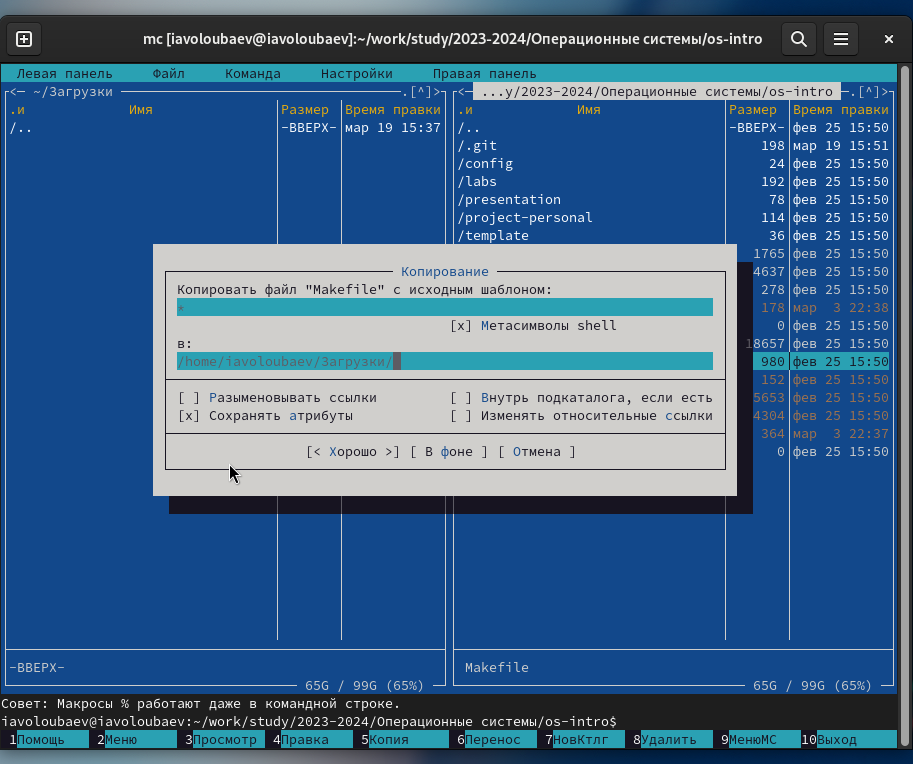 mc [iavoloubaev@iavoloubaev]:~/work/study/2023-2024/Операционные системы/os-intro
Левая панель Файл Команда Настройки Правая панель
<─ ~/Загрузки .[^]> <─ ...y/2023-2024/Операционные системы/os-intro .[^]>
.и Имя Размер Время правки .и Имя Размер Время правки
/.. -ВВЕРХ- мар 19 15:37 /.. -ВВЕРХ- фев 25 15:50
/.git 198 мар 19 15:51
/config 24 фев 25 15:50
/labs 192 фев 25 15:50
/presentation 78 фев 25 15:50
/project-personal 114 фев 25 15:50
/template 36 фев 25 15:50
1765 фев 25 15:50
Копирование 4637 фев 25 15:50
Копировать файл "Makefile" с исходным шаблоном: 278 фев 25 15:50
* 178 мар 3 22:38
[x] Метасимволы shell 0 фев 25 15:50
в: 18657 фев 25 15:50
/home/iavoloubaev/Загрузки/ 980 фев 25 15:50
152 фев 25 15:50
[ ] Разыменовывать ссылки [ ] Внутрь подкаталога, если есть 5653 фев 25 15:50
[x] Сохранять атрибуты [ ] Изменять относительные ссылки 4304 фев 25 15:50
364 мар 3 22:37
[< Хорошо >] [ В фоне ] [ Отмена ] 0 фев 25 15:50
-ВВЕРХ- Makefile
65G / 99G (65%) 65G / 99G (65%)
Совет: Макросы % работают даже в командной строке.
iavoloubaev@iavoloubaev:~/work/study/2023-2024/Операционные системы/os-intro$
1Помощь 2Меню 3Просмотр 4Правка 5Копия 6Перенос 7НовКтлг 8Удалить 9МенюMC 10Выход